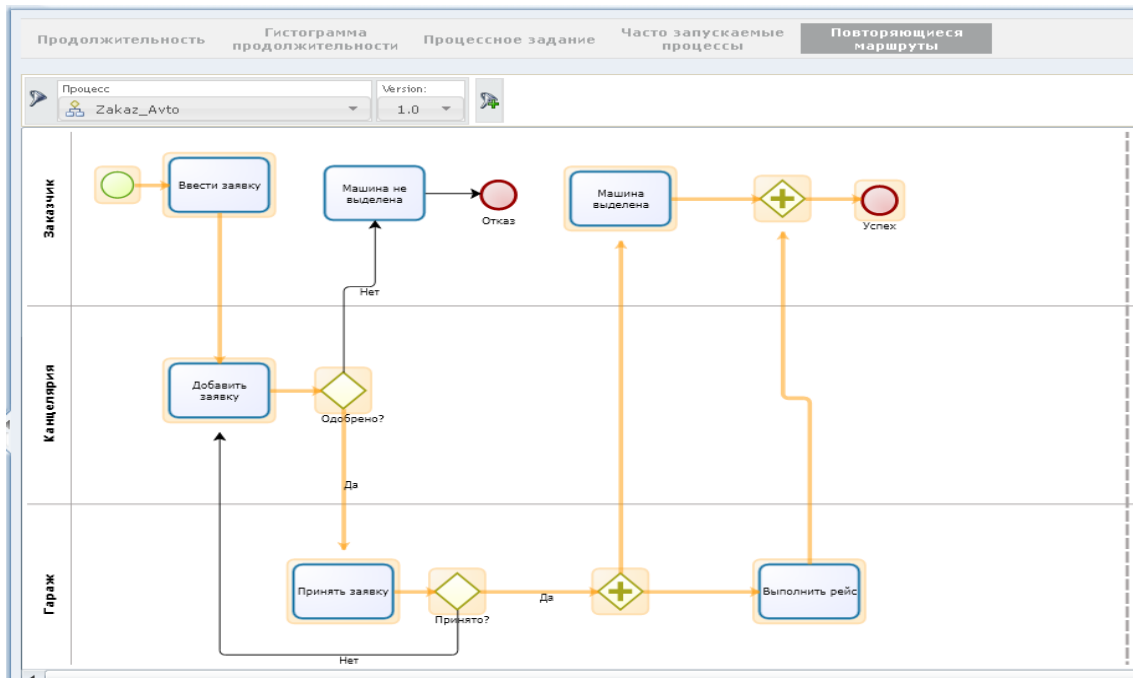 Продолжительность
Гистограмма
продолжительности
Процессное задание
Часто запускаемые
процессы
Повторяющиеся
маршруты
Процесс
Version:
Zakaz_Avto
1.0
Заказчик
Ввести заявку
Машина не
выделена
Отказ
Машина
выделена
Успех
Нет
Канцелярия
Добавить
заявку
Одобрено?
Да
Гараж
Принять заявку
Принято?
Да
Выполнить рейс
Нет